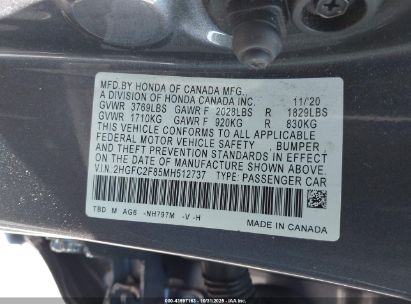 MFD.BY HONDA OF CANADA MFG.,
A DIVISION OF HONDA CANADA INC. 11/20
GVWR 3769LBS GAWR F 2028LBS R 1829LBS
GVWR 1710KG GAWR F 920KG R 830KG
THIS VEHICLE CONFORMS TO ALL APPLICABLE
FEDERAL MOTOR VEHICLE SAFETY, BUMPER,
AND THEFT PREVENTION STANDARDS IN EFFECT
ON THE DATE OF MANUFACTURE SHOWN ABOVE.
V.I.N. 2HGFC2F85MH512737 TYPE: PASSENGER CAR
TBD M AG6 -NH797M -V -H
MADE IN CANADA